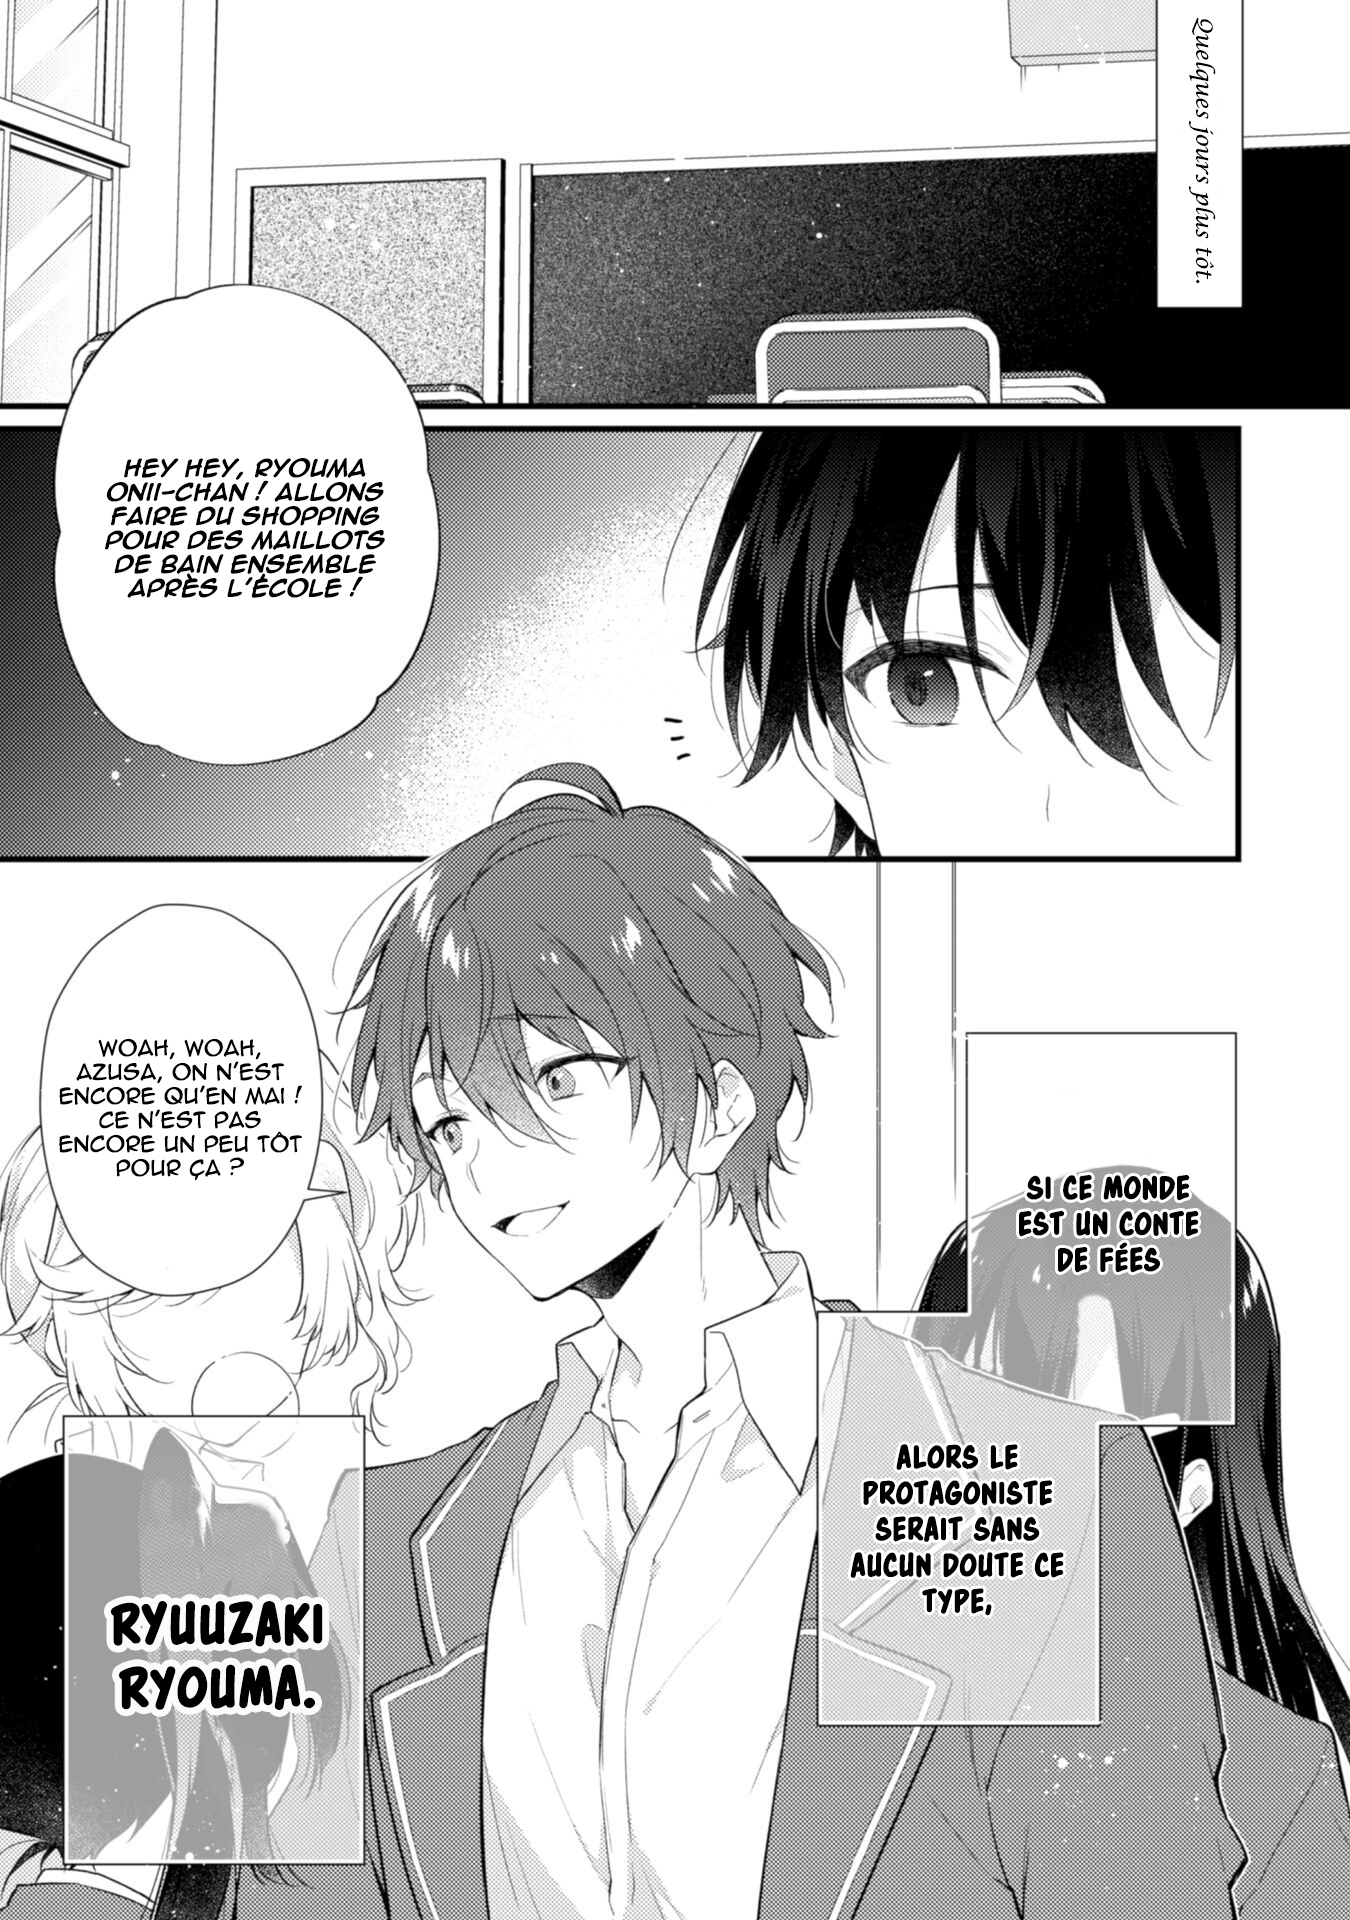 Quelques jours plus tôt.
HEY HEY, RYOUMA
ONII-CHAN ! ALLONS
FAIRE DU SHOPPING
POUR DES MAILLOTS
DE BAIN ENSEMBLE
APRÈS L'ÉCOLE !
WOAH, WOAH,
AZUSA, ON N'EST
ENCORE QU'EN MAI !
CE N'EST PAS
ENCORE UN PEU TÔT
POUR ÇA ?
SI CE MONDE
EST UN CONTE
DE FÉES
ALORS LE
PROTAGONISTE
SERAIT SANS
AUCUN DOUTE CE
TYPE,
RYUUZAKI
RYOUMA.